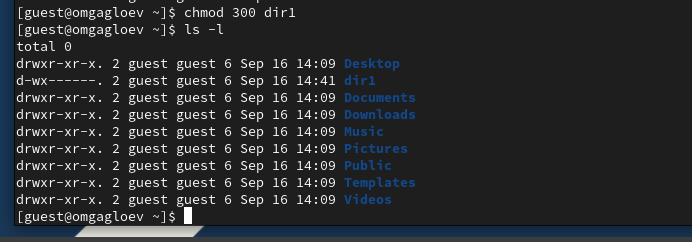 [guest@omgagloev ~]$ chmod 300 dir1
[guest@omgagloev ~]$ ls -l
total 0
drwxr-xr-x. 2 guest guest 6 Sep 16 14:09 Desktop
d-wx------. 2 guest guest 6 Sep 16 14:41 dir1
drwxr-xr-x. 2 guest guest 6 Sep 16 14:09 Documents
drwxr-xr-x. 2 guest guest 6 Sep 16 14:09 Downloads
drwxr-xr-x. 2 guest guest 6 Sep 16 14:09 Music
drwxr-xr-x. 2 guest guest 6 Sep 16 14:09 Pictures
drwxr-xr-x. 2 guest guest 6 Sep 16 14:09 Public
drwxr-xr-x. 2 guest guest 6 Sep 16 14:09 Templates
drwxr-xr-x. 2 guest guest 6 Sep 16 14:09 Videos
[guest@omgagloev ~]$